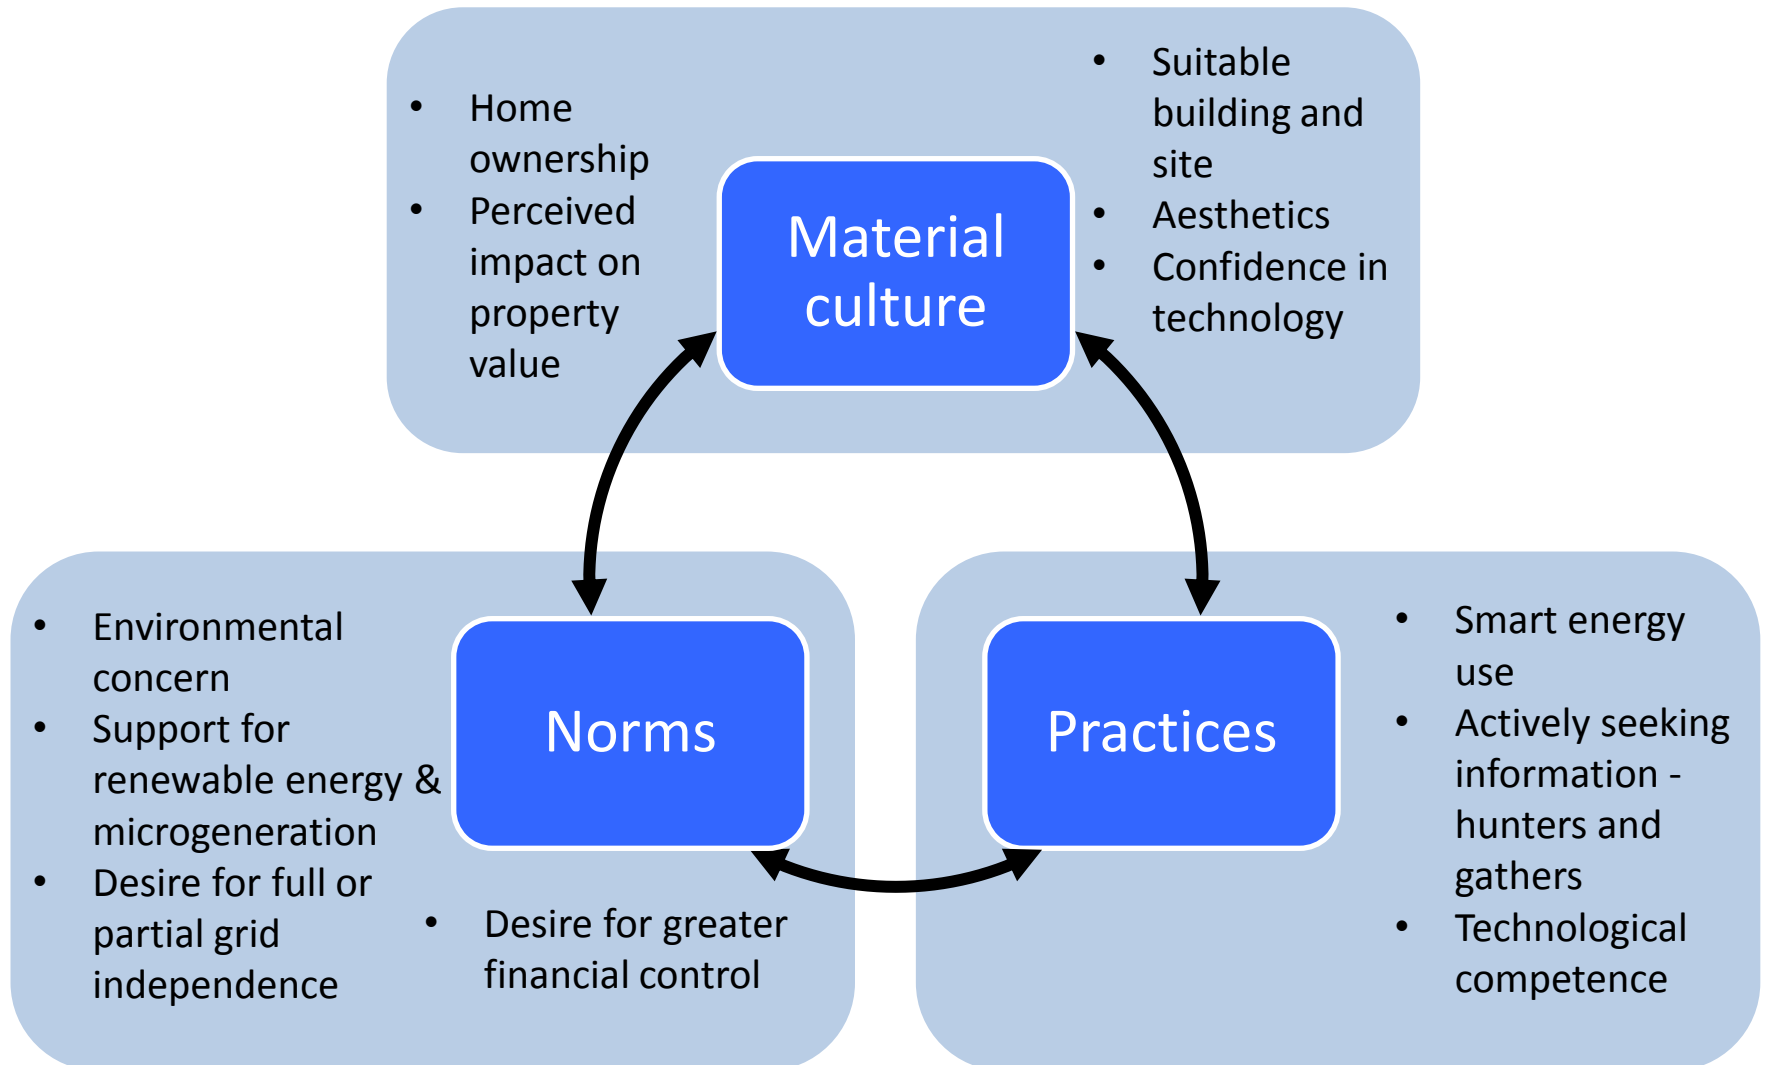 • Home
ownership
• Perceived
impact on
property
value
Material
culture
• Suitable
building and
site
• Aesthetics
• Confidence in
technology
• Environmental
concern
• Support for
renewable energy &
microgeneration
• Desire for full or
partial grid
independence
Norms
• Desire for greater
financial control
Practices
• Smart energy
use
• Actively seeking
information -
hunters and
gathers
• Technological
competence